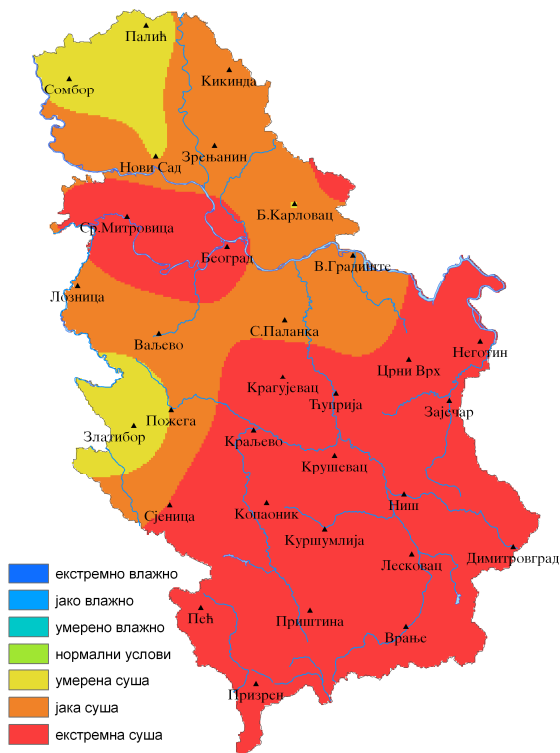 Палић
Кикинда
Сомбор
Зрењанин
Нови Сад
Б.Карловац
Ср.Митровица
Београд
В.Градиште
Лозница
С.Паланка
Ваљево
Неготин
Црни Врх
Крагујевац
Ћуприја
Зајечар
Пожега
Златибор
Краљево
Крушевац
Ниш
Копаоник
Сјеница
Куршумлија
Димитровград
Лесковац
Пећ
Приштина
Врање
Призрен
екстремно влажно
јако влажно
умерено влажно
нормални услови
умерена суша
јака суша
екстремна суша